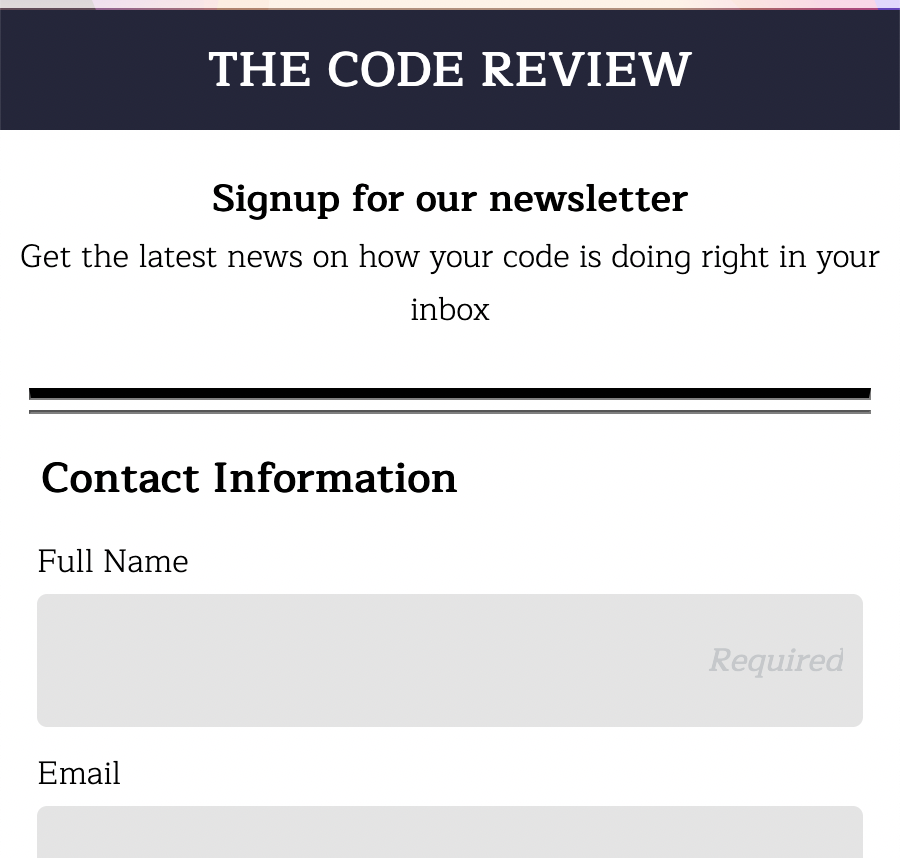 THE CODE REVIEW
Signup for our newsletter
Get the latest news on how your code is doing right in your
inbox
Contact Information
Full Name
Required
Email